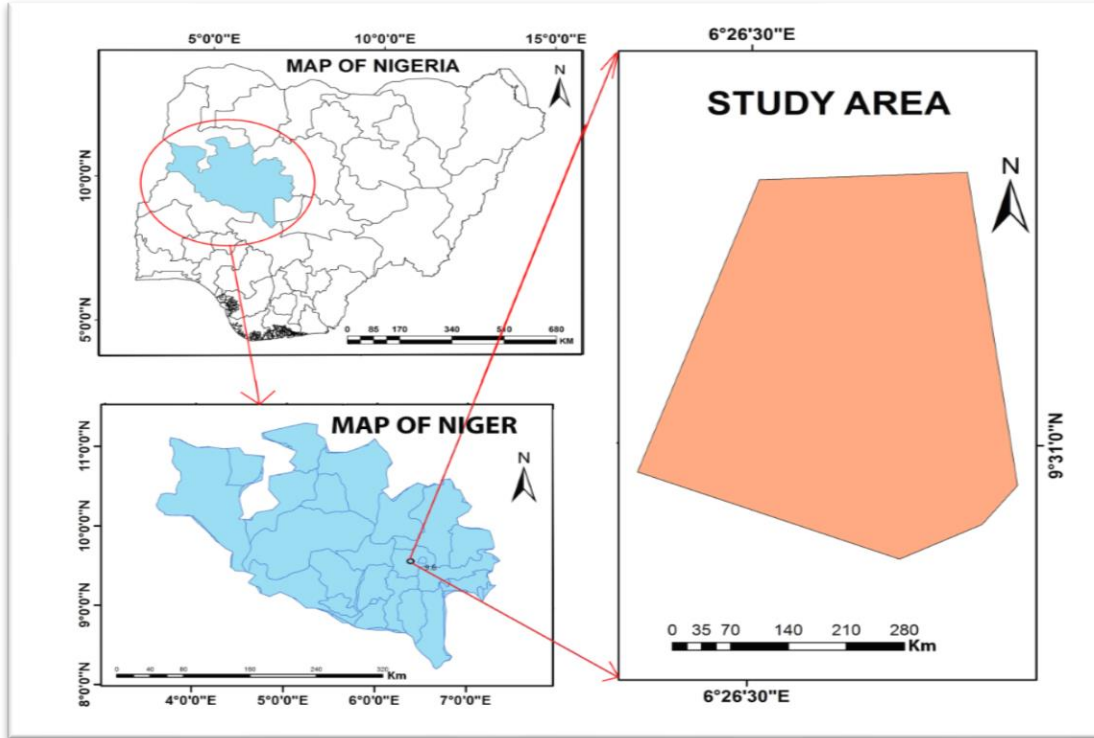 5°0'0"E 10°0'0"E 15°0'0"E
MAP OF NIGERIA
N
10°0'0"N
5°0'0"N
0 85 170 340 510 680
KM
MAP OF NIGER
N
11°0'0"N
10°0'0"N
9°0'0"N
8°0'0"N
0 40 80 160 240 320
Km
4°0'0"E 5°0'0"E 6°0'0"E 7°0'0"E
6°26'30"E
STUDY AREA
N
9°31'0"N
0 35 70 140 210 280
Km
6°26'30"E